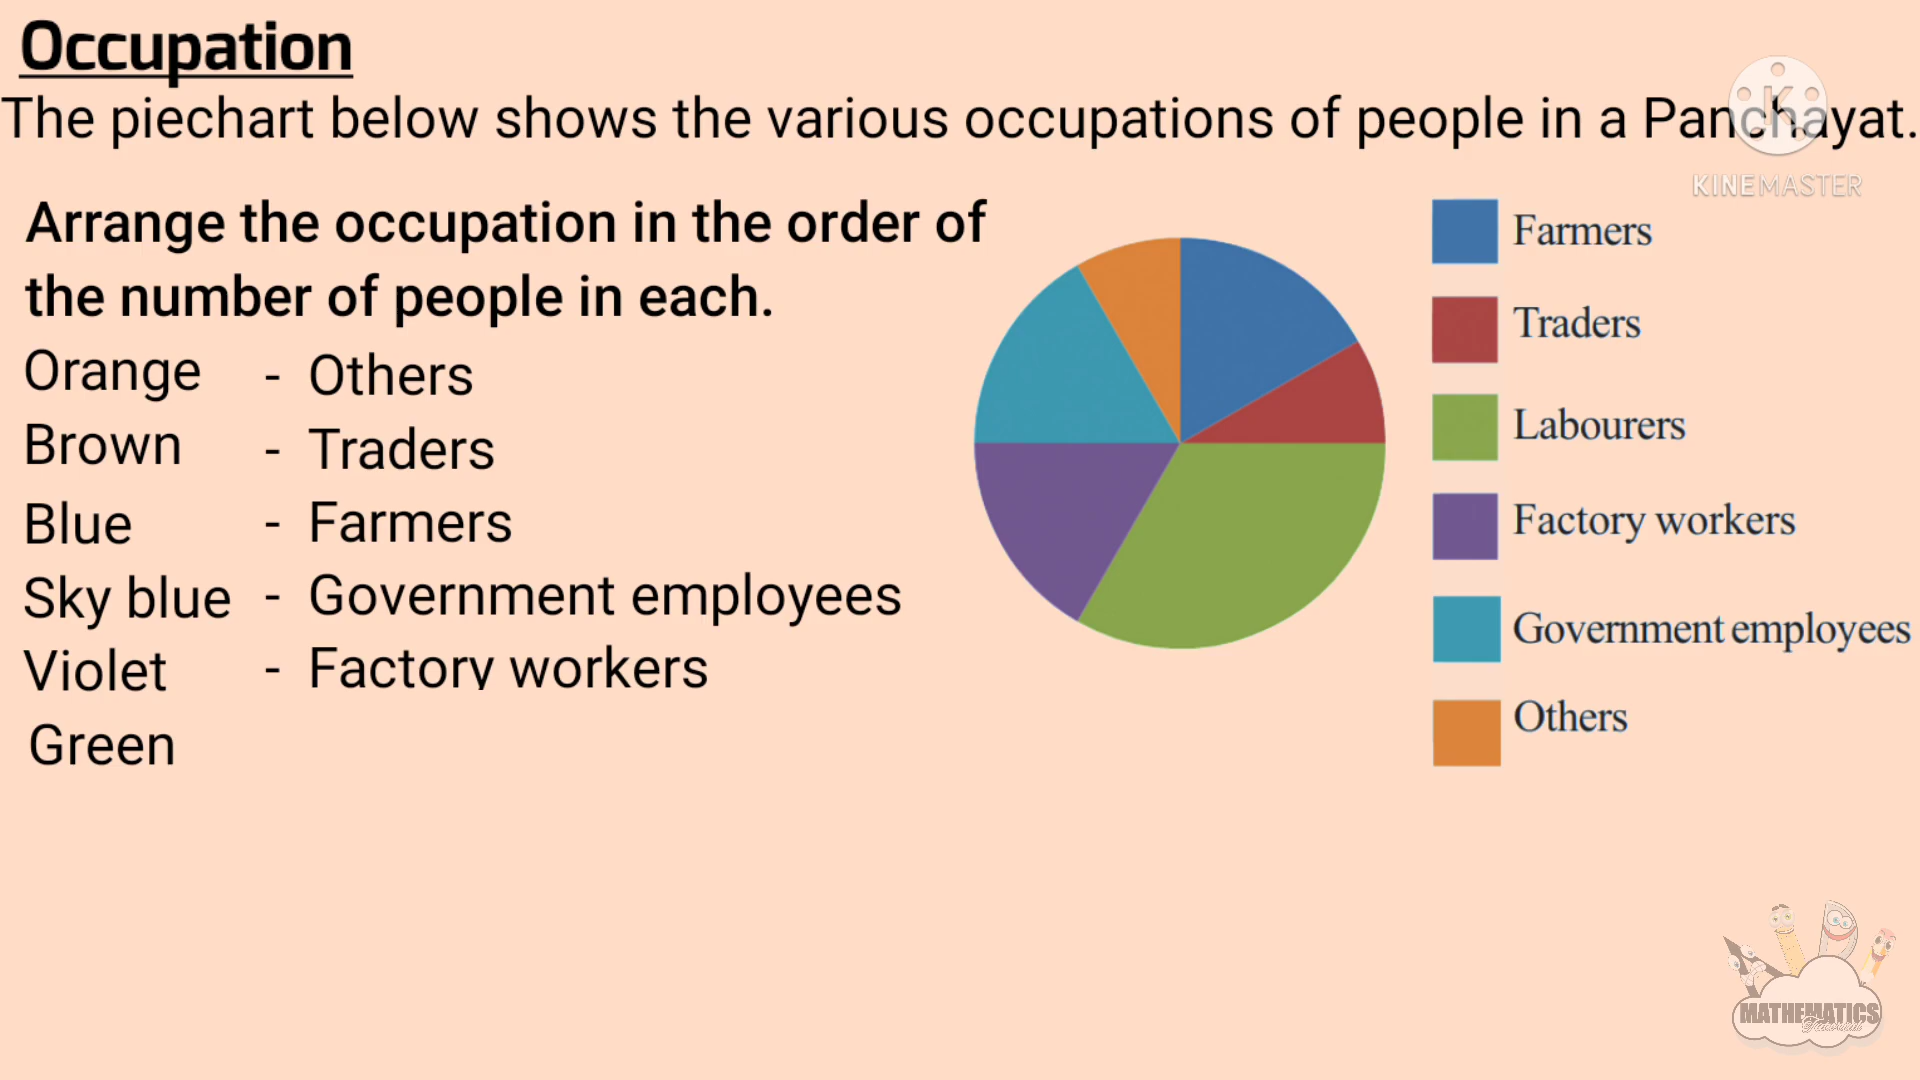 Occupation
The piechart below shows the various occupations of people in a Panchayat.
KINEMASTER
Arrange the occupation in the order of
the number of people in each.
Orange - Others
Brown - Traders
Blue - Farmers
Sky blue - Government employees
Violet - Factory workers
Green
Farmers
Traders
Labourers
Factory workers
Government employees
Others
MATHEMATICS